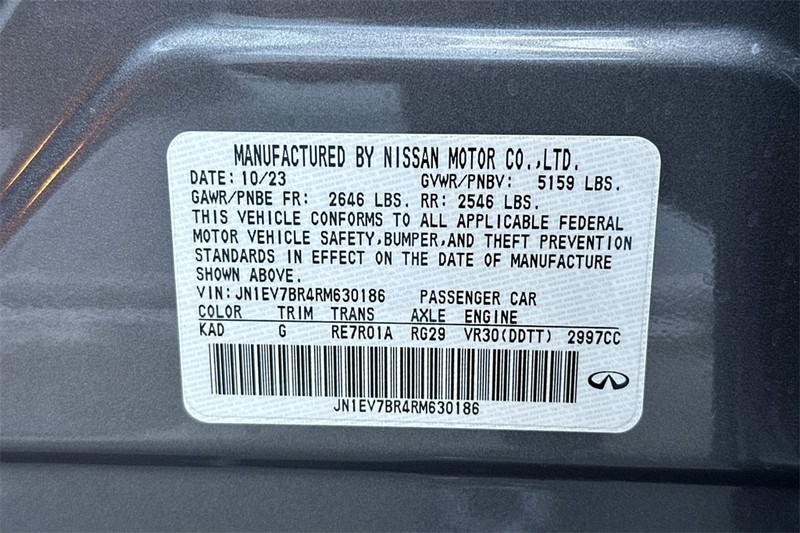 MANUFACTURED BY NISSAN MOTOR CO.,LTD.
DATE: 10/23 GVWR/PNBV: 5159 LBS.
GAWR/PNBE FR: 2646 LBS. RR: 2546 LBS.
THIS VEHICLE CONFORMS TO ALL APPLICABLE FEDERAL
MOTOR VEHICLE SAFETY,BUMPER,AND THEFT PREVENTION
STANDARDS IN EFFECT ON THE DATE OF MANUFACTURE
SHOWN ABOVE.
VIN: JN1EV7BR4RM630186 PASSENGER CAR
COLOR TRIM TRANS AXLE ENGINE
KAD G RE7R01A RG29 VR30(DDTT) 2997CC
JN1EV7BR4RM630186